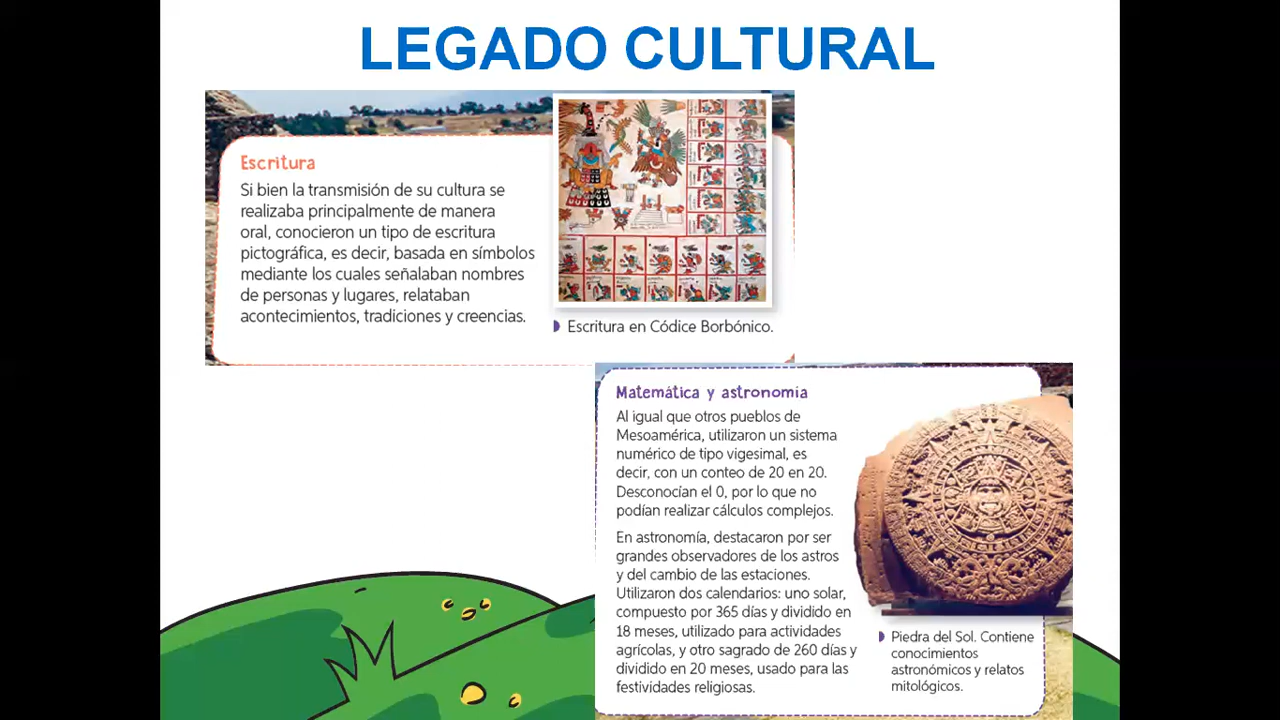 LEGADO CULTURAL
Escritura
Si bien la transmisión de su cultura se
realizaba principalmente de manera
oral, conocieron un tipo de escritura
pictográfica, es decir, basada en símbolos
mediante los cuales señalaban nombres
de personas y lugares, relataban
acontecimientos, tradiciones y creencias.
Escritura en Códice Borbónico.
Matemática y astronomía
Al igual que otros pueblos de
Mesoamérica, utilizaron un sistema
numérico de tipo vigesimal, es
decir, con un conteo de 20 en 20.
Desconocían el 0, por lo que no
podían realizar cálculos complejos.
En astronomía, destacaron por ser
grandes observadores de los astros
y del cambio de las estaciones.
Utilizaron dos calendarios: uno solar,
compuesto por 365 días y dividido en
18 meses, utilizado para actividades
agrícolas, y otro sagrado de 260 días y
dividido en 20 meses, usado para las
festividades religiosas.
Piedra del Sol. Contiene
conocimientos
astronómicos y relatos
mitológicos.